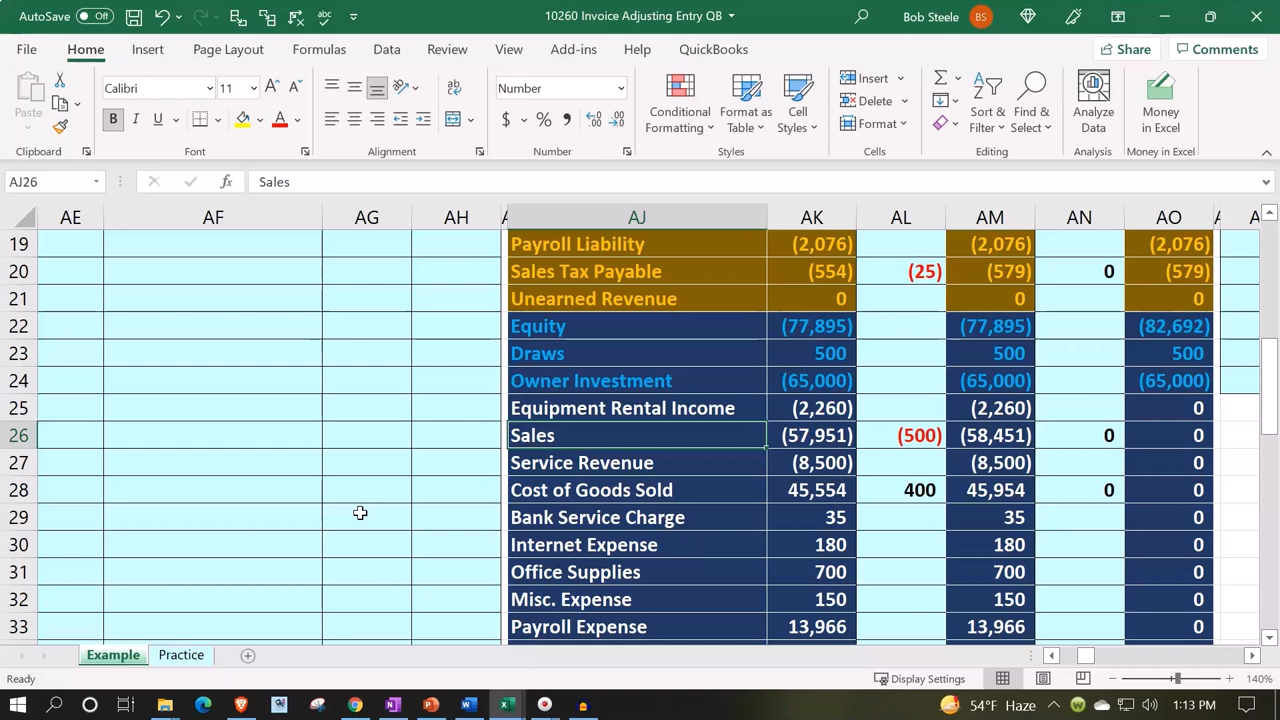 AutoSave Off 10260 Invoice Adjusting Entry QB Bob Steele BS
File Home Insert Page Layout Formulas Data Review View Add-ins Help QuickBooks Share Comments
Paste Calibri 11 Number Conditional Formatting Format as Table Cell Styles Insert Delete Format Sort & Filter Find & Select Analyze Data Money in Excel
Clipboard Font Alignment Number Styles Cells Editing Analysis Money in Excel
AJ26 fx Sales
AE AF AG AH A AJ AK AL AM AN AO A A
19 Payroll Liability (2,076) (2,076) (2,076)
20 Sales Tax Payable (554) (25) (579) 0 (579)
21 Unearned Revenue 0 0 0
22 Equity (77,895) (77,895) (82,692)
23 Draws 500 500 500
24 Owner Investment (65,000) (65,000) (65,000)
25 Equipment Rental Income (2,260) (2,260) 0
26 Sales (57,951) (500) (58,451) 0 0
27 Service Revenue (8,500) (8,500) 0
28 Cost of Goods Sold 45,554 400 45,954 0 0
29 Bank Service Charge 35 35 0
30 Internet Expense 180 180 0
31 Office Supplies 700 700 0
32 Misc. Expense 150 150 0
33 Payroll Expense 13,966 13,966 0
Example Practice
Ready Display Settings 140%
54°F Haze 1:13 PM